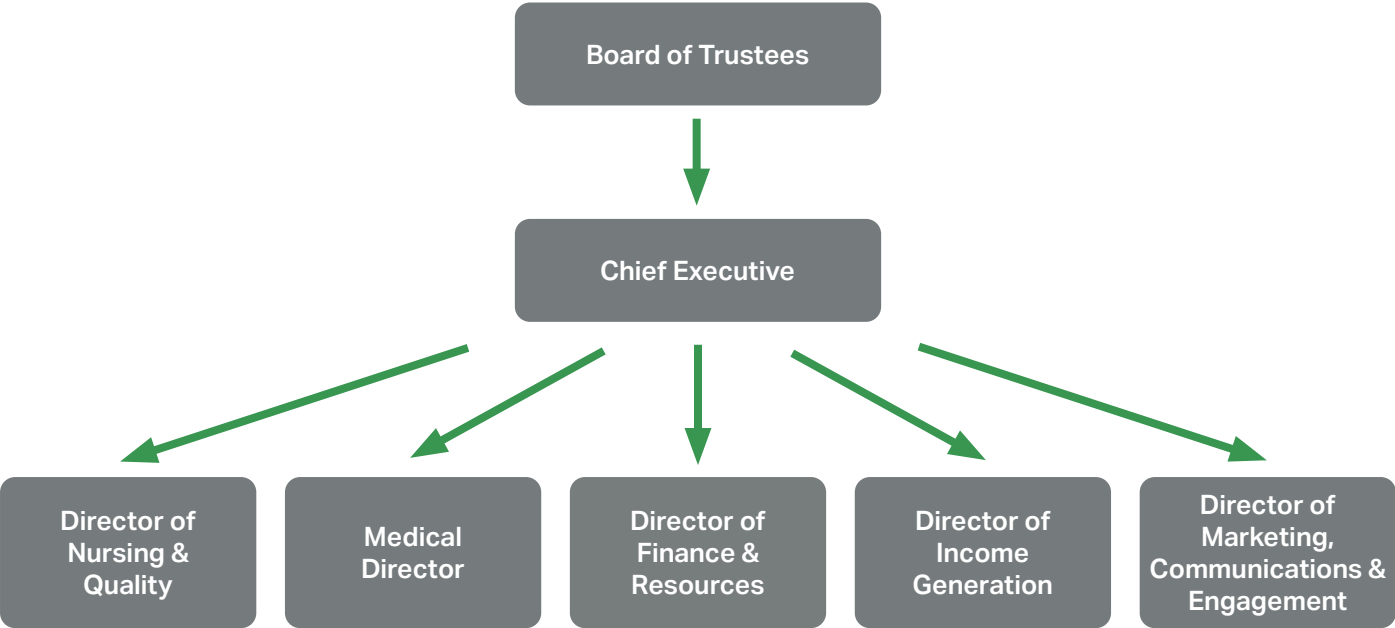 Board of Trustees
Chief Executive
Director of
Nursing &
Quality
Medical
Director
Director of
Finance &
Resources
Director of
Income
Generation
Director of
Marketing,
Communications &
Engagement